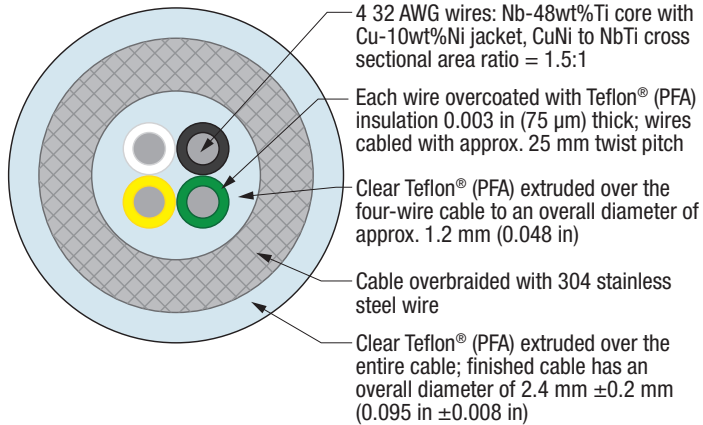 4 32 AWG wires: Nb-48wt%Ti core with
Cu-10wt%Ni jacket, CuNi to NbTi cross
sectional area ratio = 1.5:1
Each wire overcoated with Teflon® (PFA)
insulation 0.003 in (75 µm) thick; wires
cabled with approx. 25 mm twist pitch
Clear Teflon® (PFA) extruded over the
four-wire cable to an overall diameter of
approx. 1.2 mm (0.048 in)
Cable overbraided with 304 stainless
steel wire
Clear Teflon® (PFA) extruded over the
entire cable; finished cable has an
overall diameter of 2.4 mm ±0.2 mm
(0.095 in ±0.008 in)